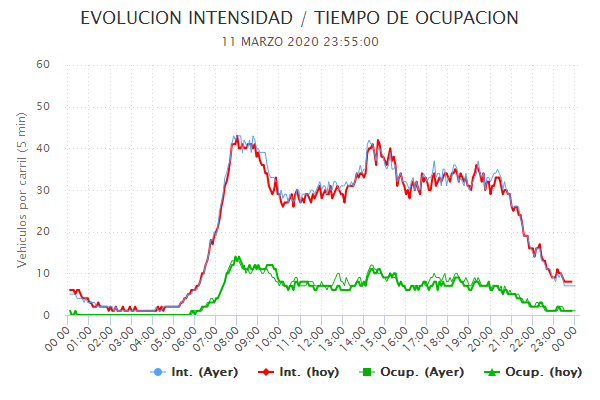 EVOLUCION INTENSIDAD / TIEMPO DE OCUPACION
11 MARZO 2020 23:55:00
Vehiculos por carril (5 min)
60
50
40
30
20
10
0
00:00 01:00 02:00 03:00 04:00 05:00 06:00 07:00 08:00 09:00 10:00 11:00 12:00 13:00 14:00 15:00 16:00 17:00 18:00 19:00 20:00 21:00 22:00 23:00 00:00
Int. (Ayer) Int. (hoy) Ocup. (Ayer) Ocup. (hoy)